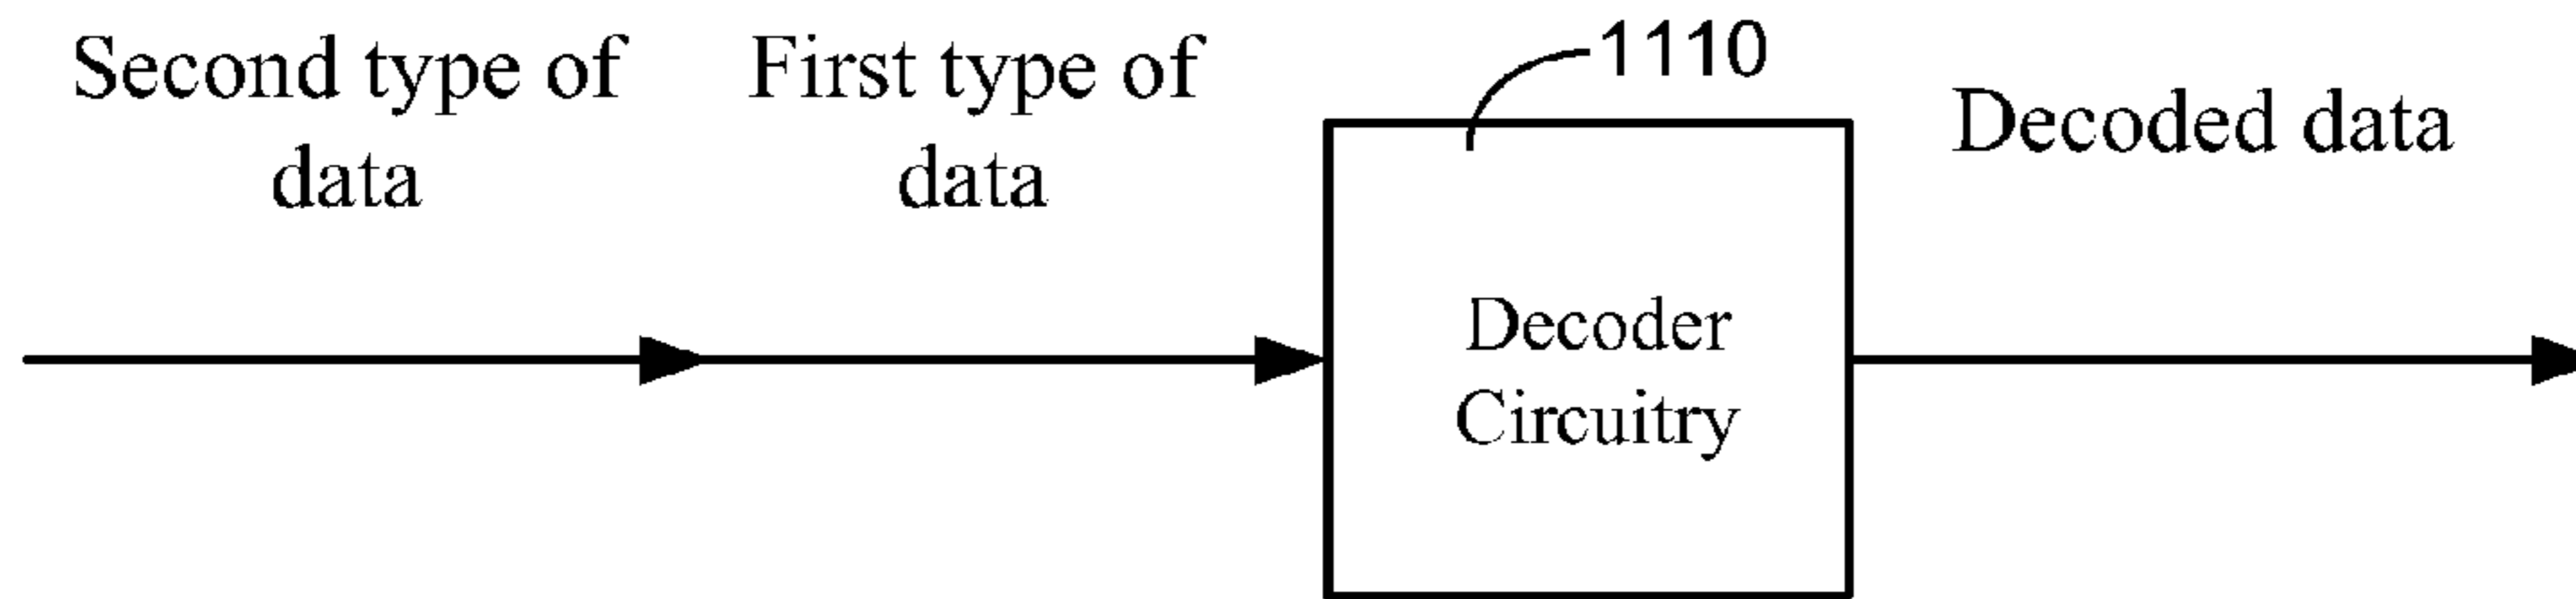 Second type of
data
First type of
data
1110
Decoded data
Decoder
Circuitry